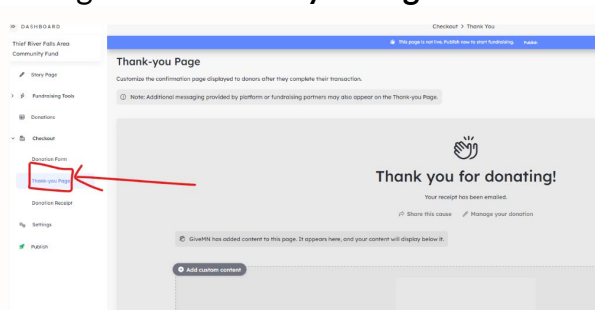 DASHBOARD
Checkout > Thank You
Thief River Falls Area
Community Fund
This page is not live. Publish now to start fundraising. Publish
Thank-you Page
Customize the confirmation page displayed to donors after they complete their transaction.
Story Page
Note: Additional messaging provided by platform or fundraising partners may also appear on the Thank-you Page.
Fundraising Tools
Donations
Checkout
Donation Form
Thank-you Page
Donation Receipt
Settings
Publish
Thank you for donating!
Your receipt has been emailed.
Share this cause Manage your donation
GiveMN has added content to this page. It appears here, and your content will display below it.
Add custom content